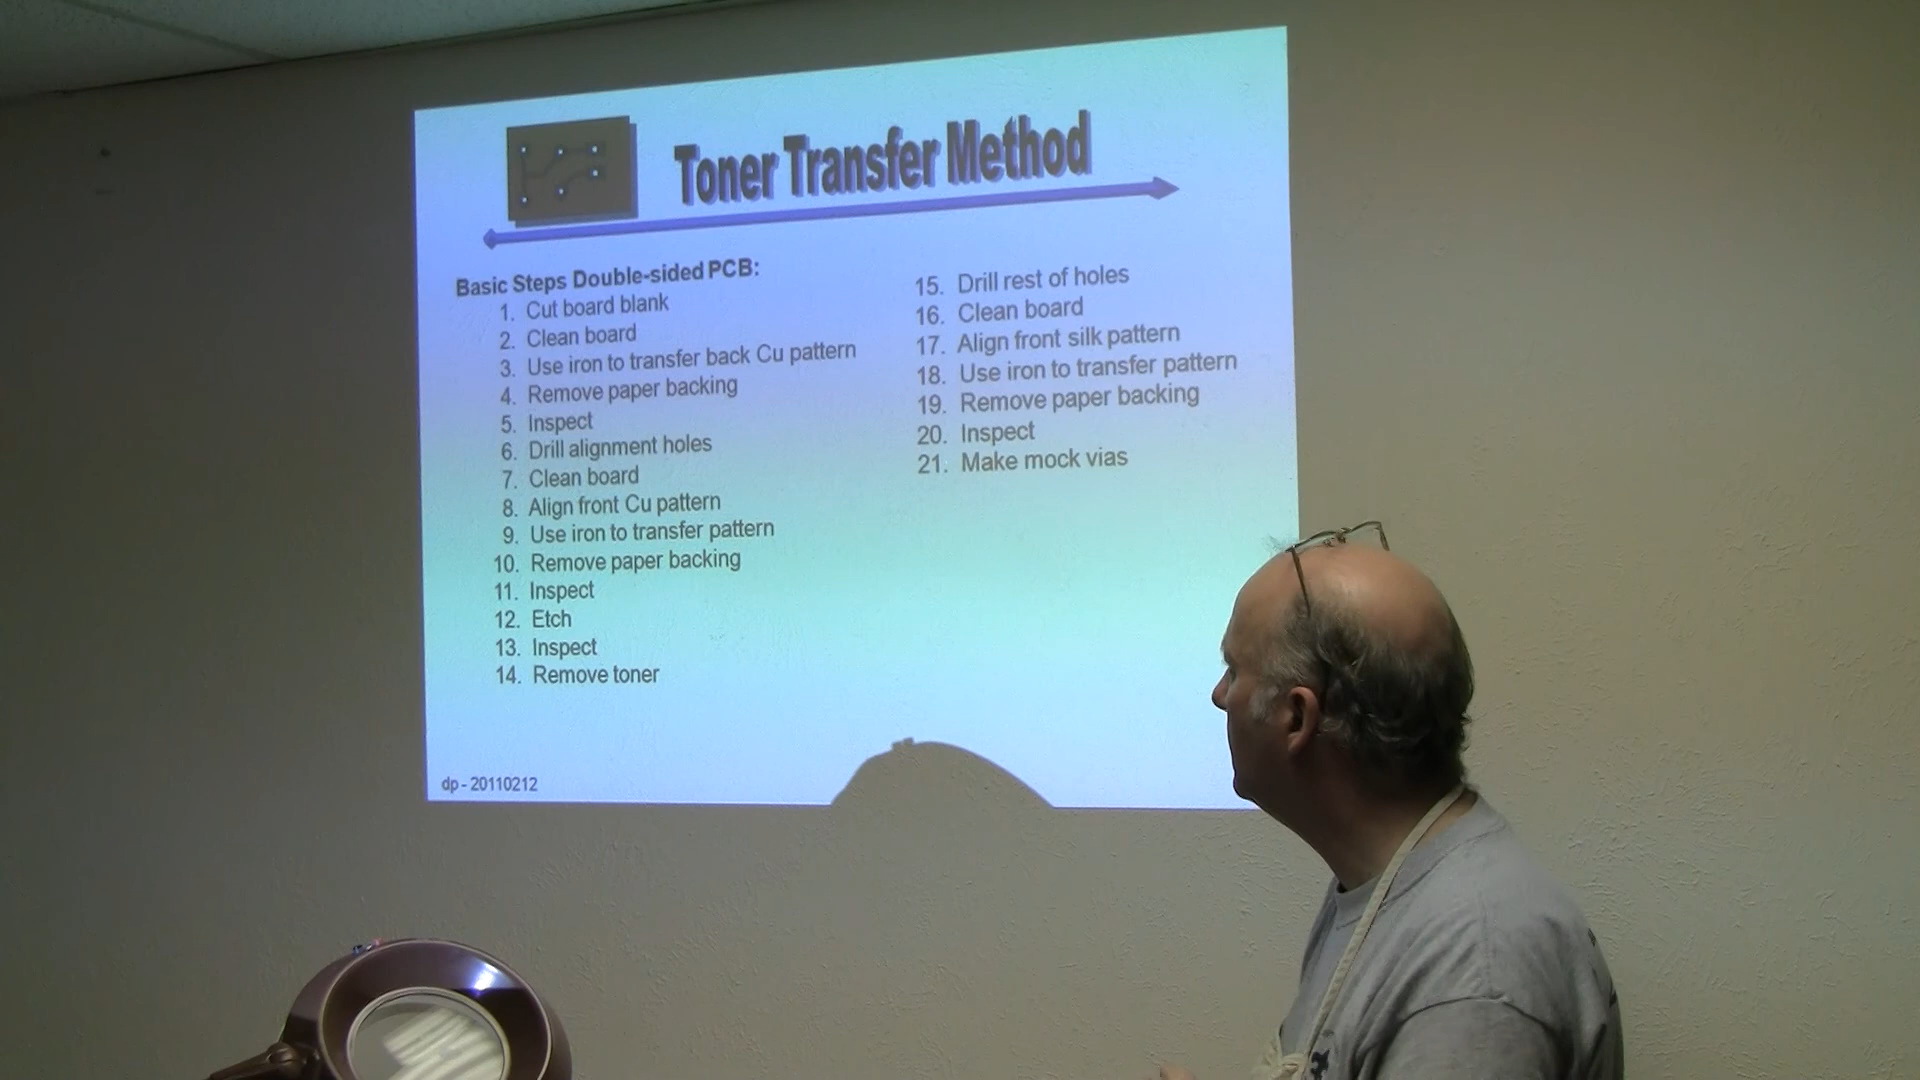 Toner Transfer Method
Basic Steps Double-sided PCB:
1. Cut board blank
2. Clean board
3. Use iron to transfer back Cu pattern
4. Remove paper backing
5. Inspect
6. Drill alignment holes
7. Clean board
8. Align front Cu pattern
9. Use iron to transfer pattern
10. Remove paper backing
11. Inspect
12. Etch
13. Inspect
14. Remove toner
15. Drill rest of holes
16. Clean board
17. Align front silk pattern
18. Use iron to transfer pattern
19. Remove paper backing
20. Inspect
21. Make mock vias
dp - 20110212